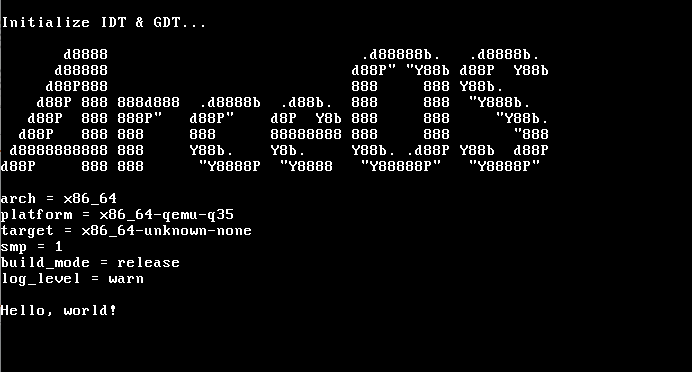 Initialize IDT & GDT...
       d8888                            .d88888b.   .d8888b.
      d88888                           d88P" "Y88b d88P  Y88b
     d88P888                           888     888 Y88b.
    d88P 888 888d888  .d8888b  .d88b.  888     888  "Y888b.
   d88P  888 888P"   d88P"    d8P  Y8b 888     888     "Y88b.
  d88P   888 888     888      88888888 888     888       "888
 d8888888888 888     Y88b.    Y8b.     Y88b. .d88P Y88b  d88P
d88P     888 888      "Y8888P  "Y8888   "Y88888P"   "Y8888P"
arch = x86_64
platform = x86_64-qemu-q35
target = x86_64-unknown-none
smp = 1
build_mode = release
log_level = warn
Hello, world!